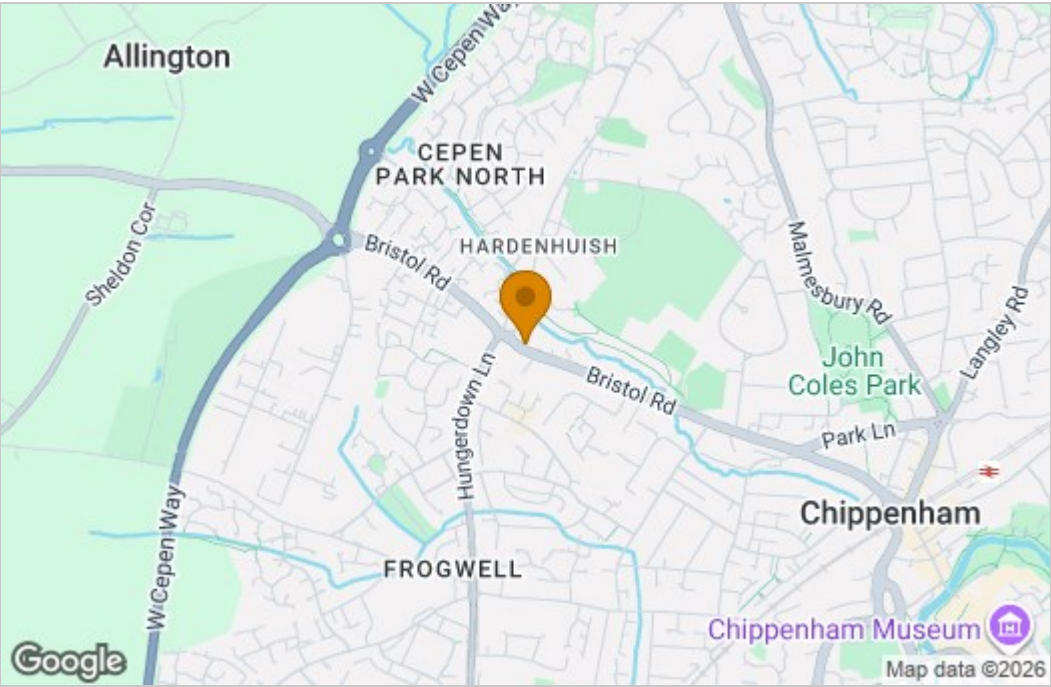 Allington
W Cepen Way
CEPEN
PARK NORTH
Sheldon Cor
Bristol Rd
HARDENHUISH
Malmesbury Rd
Langley Rd
John
Coles Park
Hungerdown Ln
Bristol Rd
Park Ln
Chippenham
W Cepen Way
FROGWELL
Chippenham Museum
Google
Map data ©2026